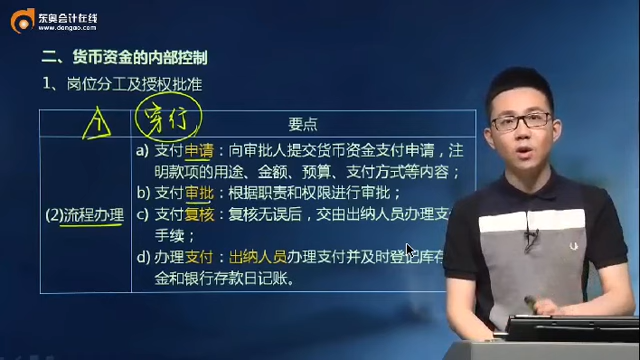 东奥会计在线
www.dongao.com
二、货币资金的内部控制
1、岗位分工及授权批准
穿行
要点
(2)流程办理
a) 支付申请：向审批人提交货币资金支付申请，注
明款项的用途、金额、预算、支付方式等内容；
b) 支付审批：根据职责和权限进行审批；
c) 支付复核：复核无误后，交由出纳人员办理支
手续；
d) 办理支付：出纳人员办理支付并及时登记库存
金和银行存款日记账。